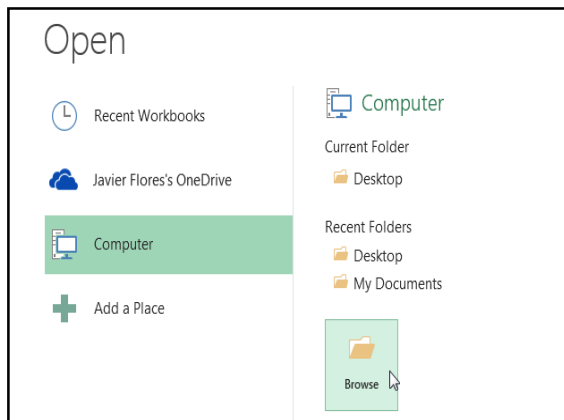 Open
Recent Workbooks
Javier Flores's OneDrive
Computer
Add a Place
Computer
Current Folder
Desktop
Recent Folders
Desktop
My Documents
Browse